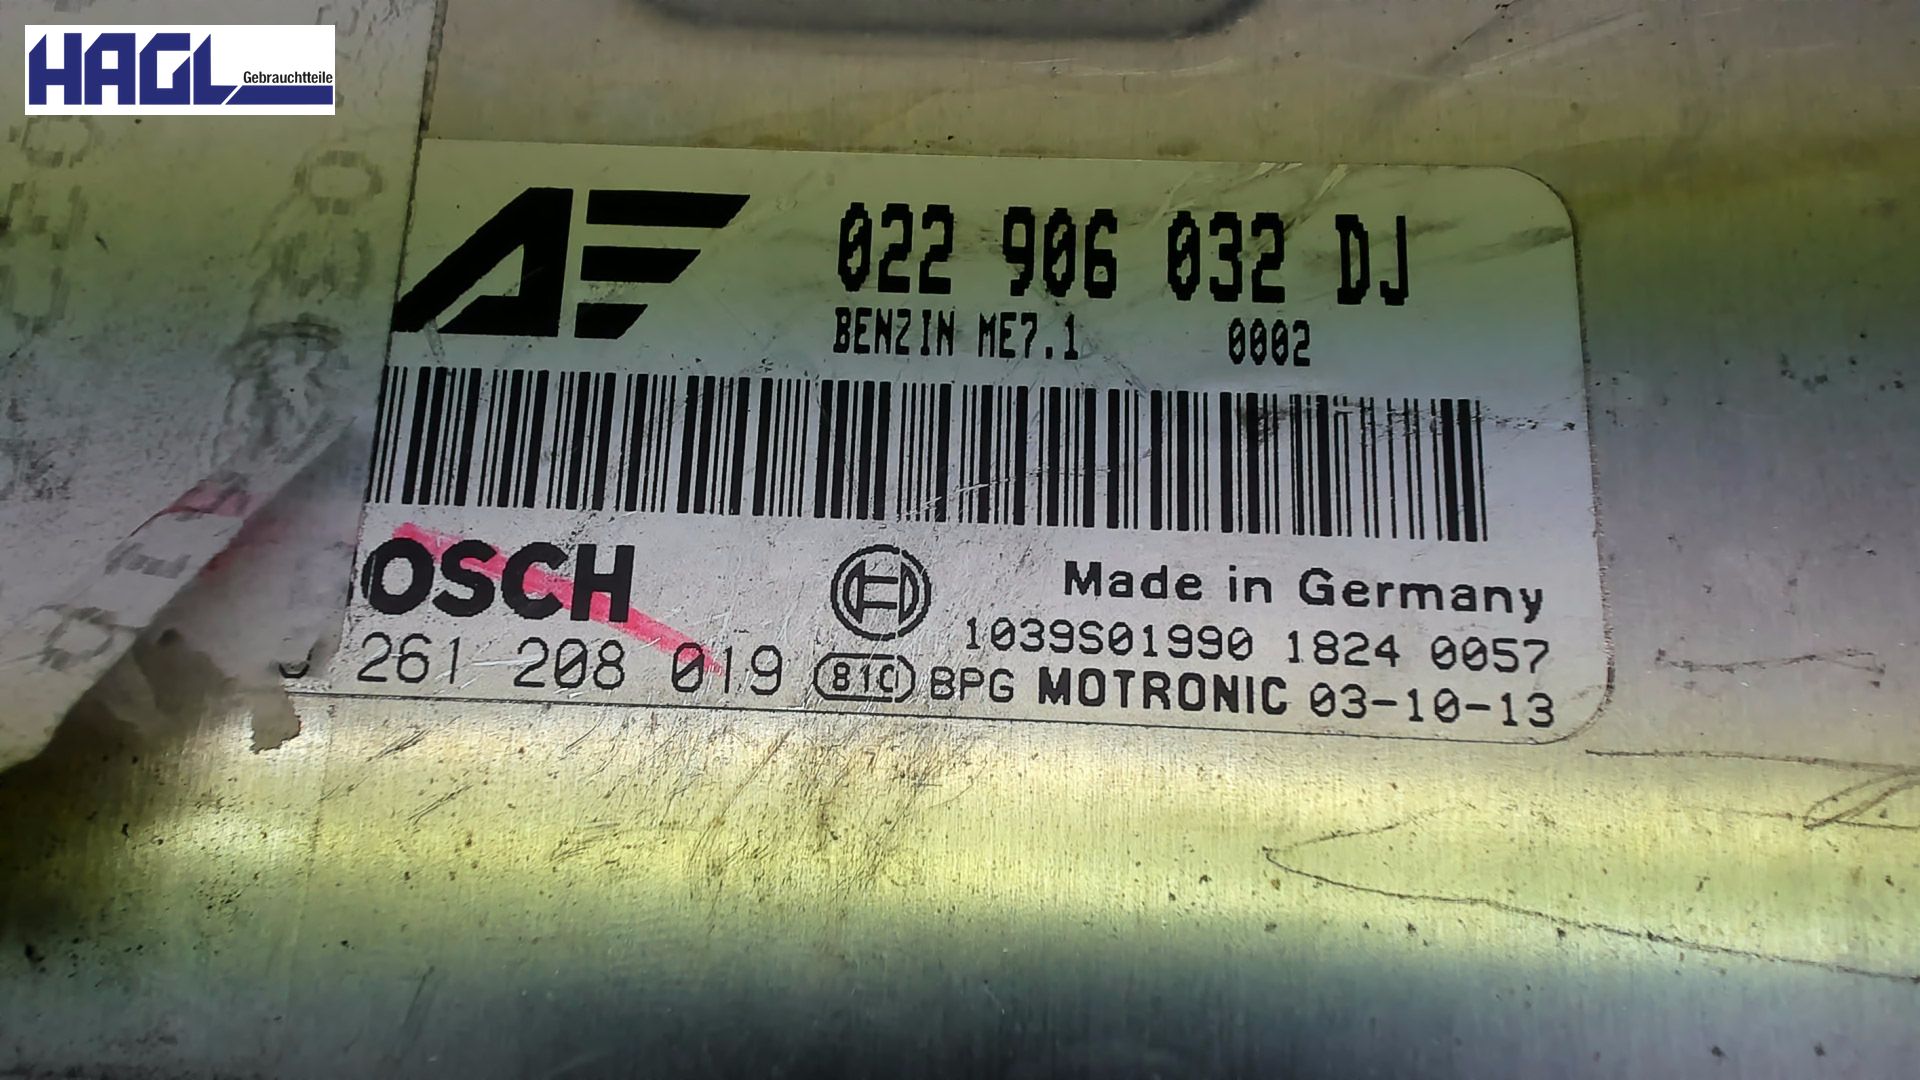 HAGL
Gebrauchtteile
022 906 032 DJ
BENZIN ME7.1 0002
OSCH
Made in Germany
1039S01990 1824 0057
261 208 019 81C BPG MOTRONIC 03-10-13